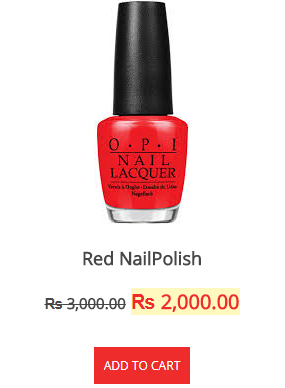 O·P·I
NAIL
LACQUER
Red NailPolish
Rs 3,000.00 Rs 2,000.00
ADD TO CART